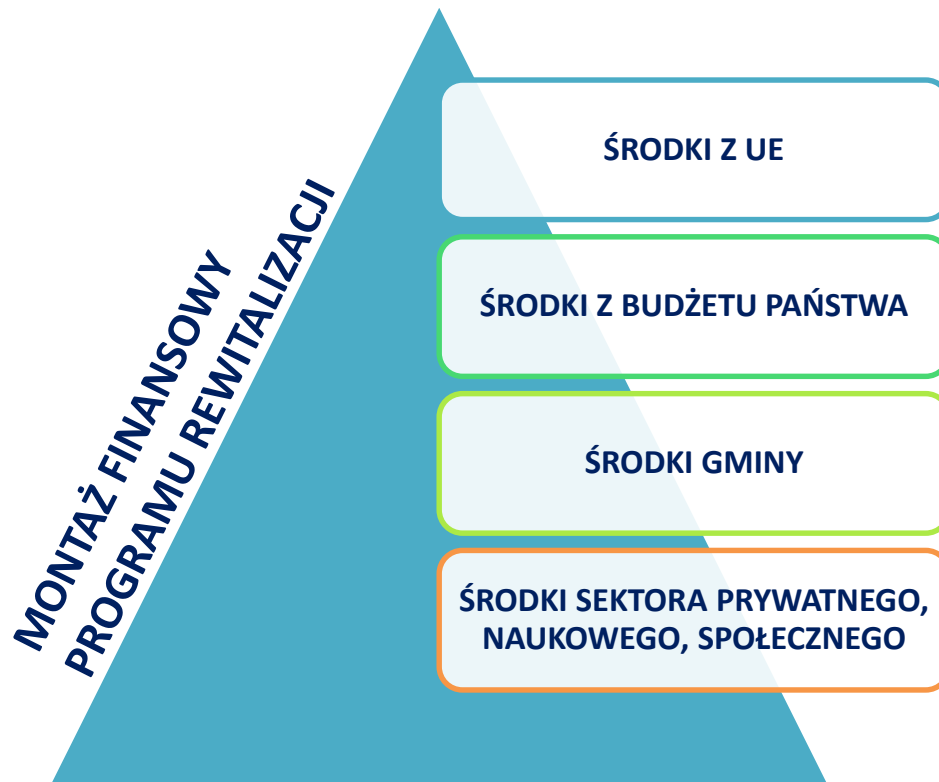 MONTAŻ FINANSOWY
PROGRAMU REWITALIZACJI
ŚRODKI Z UE
ŚRODKI Z BUDŻETU PAŃSTWA
ŚRODKI GMINY
ŚRODKI SEKTORA PRYWATNEGO,
NAUKOWEGO, SPOŁECZNEGO